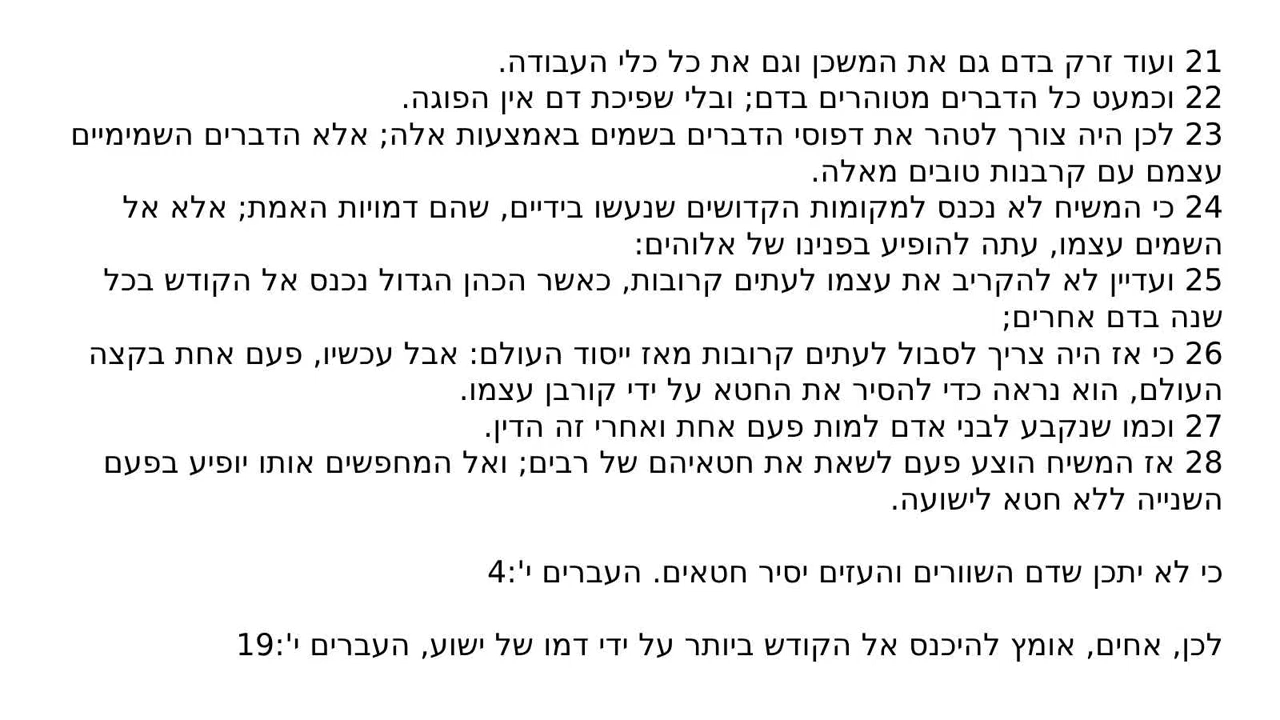 21 ועוד זרק בדם גם את המשכן וגם את כל כלי העבודה.
22 וכמעט כל הדברים מטוהרים בדם; ובלי שפיכת דם אין הפוגה.
23 לכן היה צורך לטהר את דפוסי הדברים בשמים באמצעות אלה; אלא הדברים השמימיים
עצמם עם קרבנות טובים מאלה.
24 כי המשיח לא נכנס למקומות הקדושים שנעשו בידיים, שהם דמויות האמת; אלא אל
השמים עצמו, עתה להופיע בפנינו של אלוהים:
25 ועדיין לא להקריב את עצמו לעתים קרובות, כאשר הכהן הגדול נכנס אל הקודש בכל
שנה בדם אחרים;
26 כי אז היה צריך לסבול לעתים קרובות מאז ייסוד העולם: אבל עכשיו, פעם אחת בקצה
העולם, הוא נראה כדי להסיר את החטא על ידי קורבן עצמו.
27 וכמו שנקבע לבני אדם למות פעם אחת ואחרי זה הדין.
28 אז המשיח הוצע פעם לשאת את חטאיהם של רבים; ואל המחפשים אותו יופיע בפעם
השנייה ללא חטא לישועה.
כי לא יתכן שדם השוורים והעזים יסיר חטאים. העברים י':4
לכן, אחים, אומץ להיכנס אל הקודש ביותר על ידי דמו של ישוע, העברים י':19